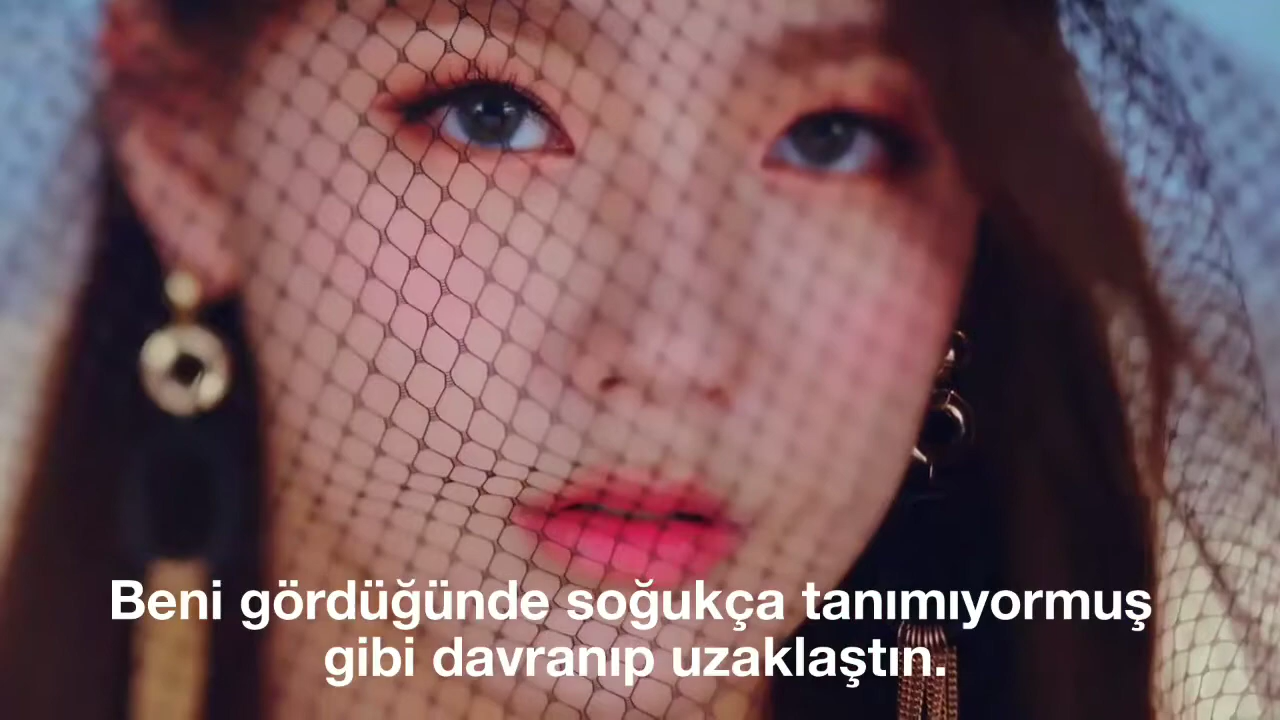 Beni gördüğünde soğukça tanımıyormuş
gibi davranıp uzaklaştın.